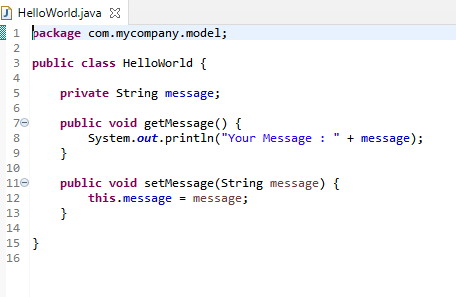 HelloWorld.java
1 package com.mycompany.model;
2
3 public class HelloWorld {
4
5     private String message;
6
7     public void getMessage() {
8         System.out.println("Your Message : " + message);
9     }
10
11     public void setMessage(String message) {
12         this.message = message;
13     }
14
15 }
16